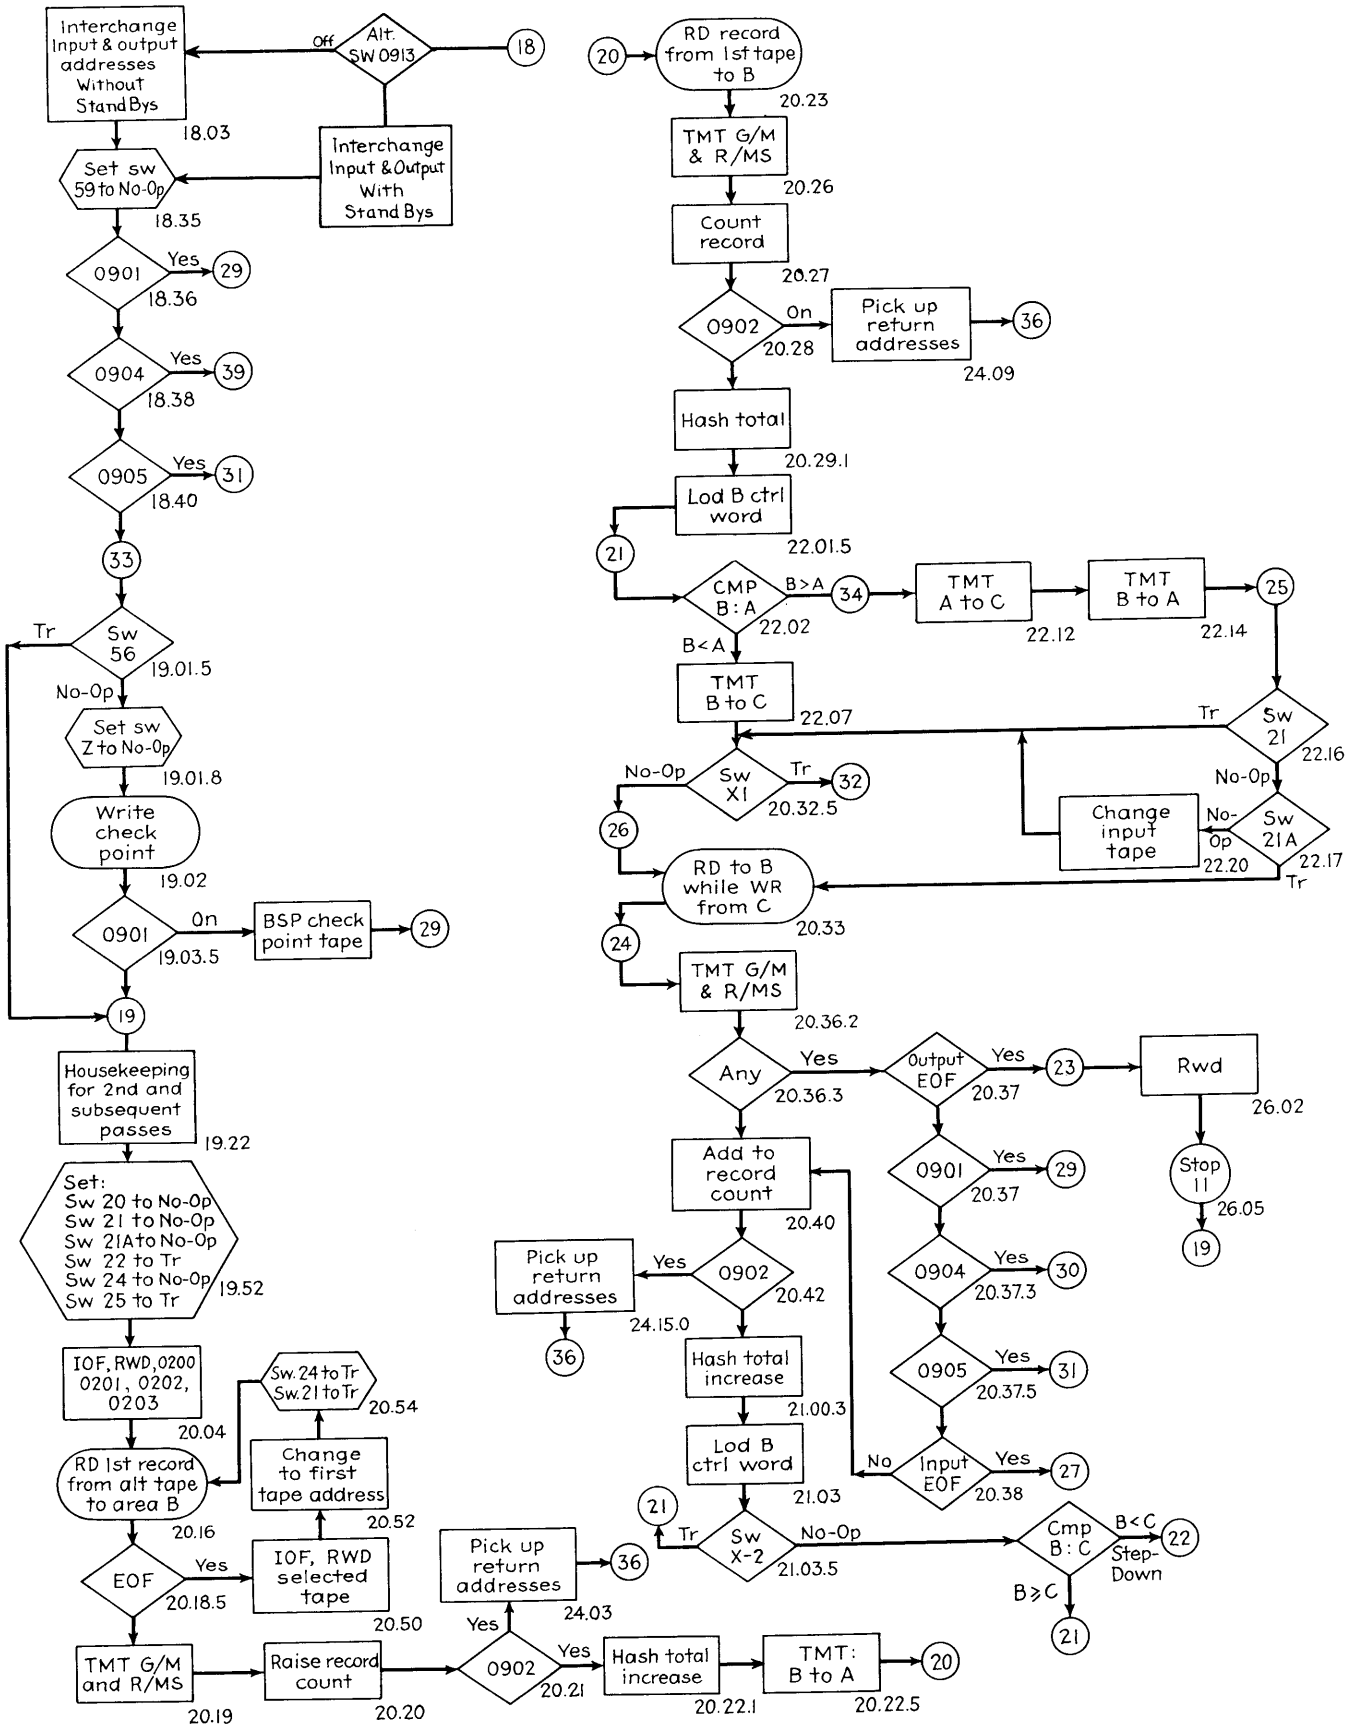 Interchange
Input & output
addresses
Without
Stand Bys
18.03
Off
Alt.
SW 0913
18
Interchange
Input & Output
With
Stand Bys
Set sw
59 to No-Op
18.35
0901
Yes
29
18.36
0904
Yes
39
18.38
0905
Yes
31
18.40
33
Tr
Sw
56
19.01.5
No-Op
Set sw
Z to No-Op
19.01.8
Write
check
point
19.02
0901
On
19.03.5
BSP check
point tape
29
19
Housekeeping
for 2nd and
subsequent
passes
19.22
Set:
Sw 20 to No-Op
Sw 21 to No-Op
Sw 21A to No-Op
Sw 22 to Tr
Sw 24 to No-Op
Sw 25 to Tr
19.52
IOF, RWD, 0200
0201, 0202,
0203
20.04
RD 1st record
from alt tape
to area B
20.16
EOF
Yes
20.18.5
IOF, RWD
selected
tape
20.50
Change
to first
tape address
20.52
Sw. 24 to Tr
Sw. 21 to Tr
20.54
TMT G/M
and R/MS
20.19
Raise record
count
20.20
0902
Yes
Yes
20.21
Pick up
return
addresses
24.03
36
Hash total
increase
20.22.1
TMT:
B to A
20.22.5
20
20
RD record
from 1st tape
to B
20.23
TMT G/M
& R/MS
20.26
Count
record
20.27
0902
On
20.28
Pick up
return
addresses
24.09
36
Hash total
20.29.1
Lod B ctrl
word
22.01.5
21
CMP
B : A
B > A
22.02
B < A
34
TMT
A to C
22.12
TMT
B to A
22.14
25
TMT
B to C
22.07
Tr
Sw
21
22.16
No-Op
Sw
21A
22.17
No-
Op
Tr
Change
input
tape
22.20
No-Op
Sw
X1
Tr
20.32.5
32
26
RD to B
while WR
from C
20.33
24
TMT G/M
& R/MS
20.36.2
Any
Yes
20.36.3
Output
EOF
Yes
20.37
23
Rwd
26.02
Stop
11
26.05
19
0901
Yes
29
20.37
0904
Yes
30
20.37.3
0905
Yes
31
20.37.5
No
Input
EOF
Yes
27
20.38
Add to
record
count
20.40
0902
Yes
20.42
Pick up
return
addresses
24.15.0
36
Hash total
increase
21.00.3
Lod B
ctrl word
21.03
21
Tr
Sw
X-2
No-Op
21.03.5
Cmp
B : C
B < C
Step-
Down
22
B ⩾ C
21